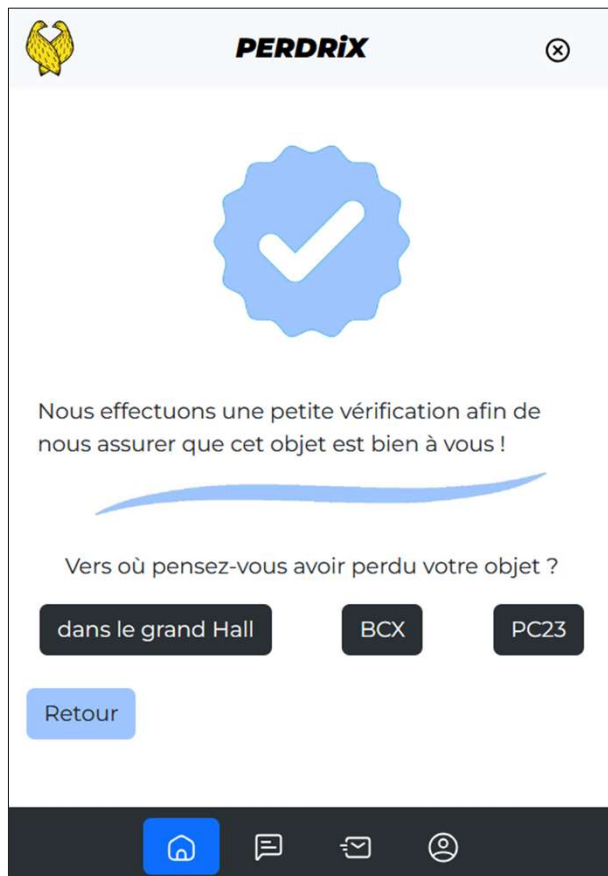 PERDRiX
Nous effectuons une petite vérification afin de
nous assurer que cet objet est bien à vous !
Vers où pensez-vous avoir perdu votre objet ?
dans le grand Hall
BCX
PC23
Retour